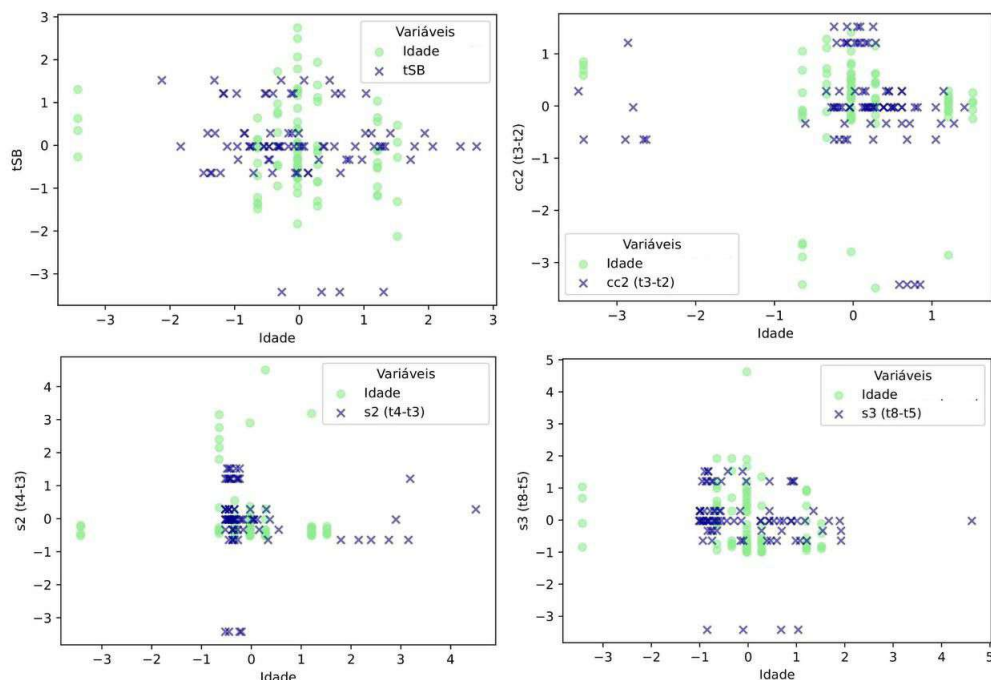 3
2
1
0
−1
−2
−3
tSB
Variáveis
Idade
tSB
−3
−2
−1
0
1
2
3
Idade
1
0
−1
−2
−3
cc2 (t3-t2)
Variáveis
Idade
cc2 (t3-t2)
−3
−2
−1
0
1
Idade
4
3
2
1
0
−1
−2
−3
s2 (t4-t3)
Variáveis
Idade
s2 (t4-t3)
−3
−2
−1
0
1
2
3
4
Idade
5
4
3
2
1
0
−1
−2
−3
s3 (t8-t5)
Variáveis
Idade
s3 (t8-t5)
−3
−2
−1
0
1
2
3
4
5
Idade